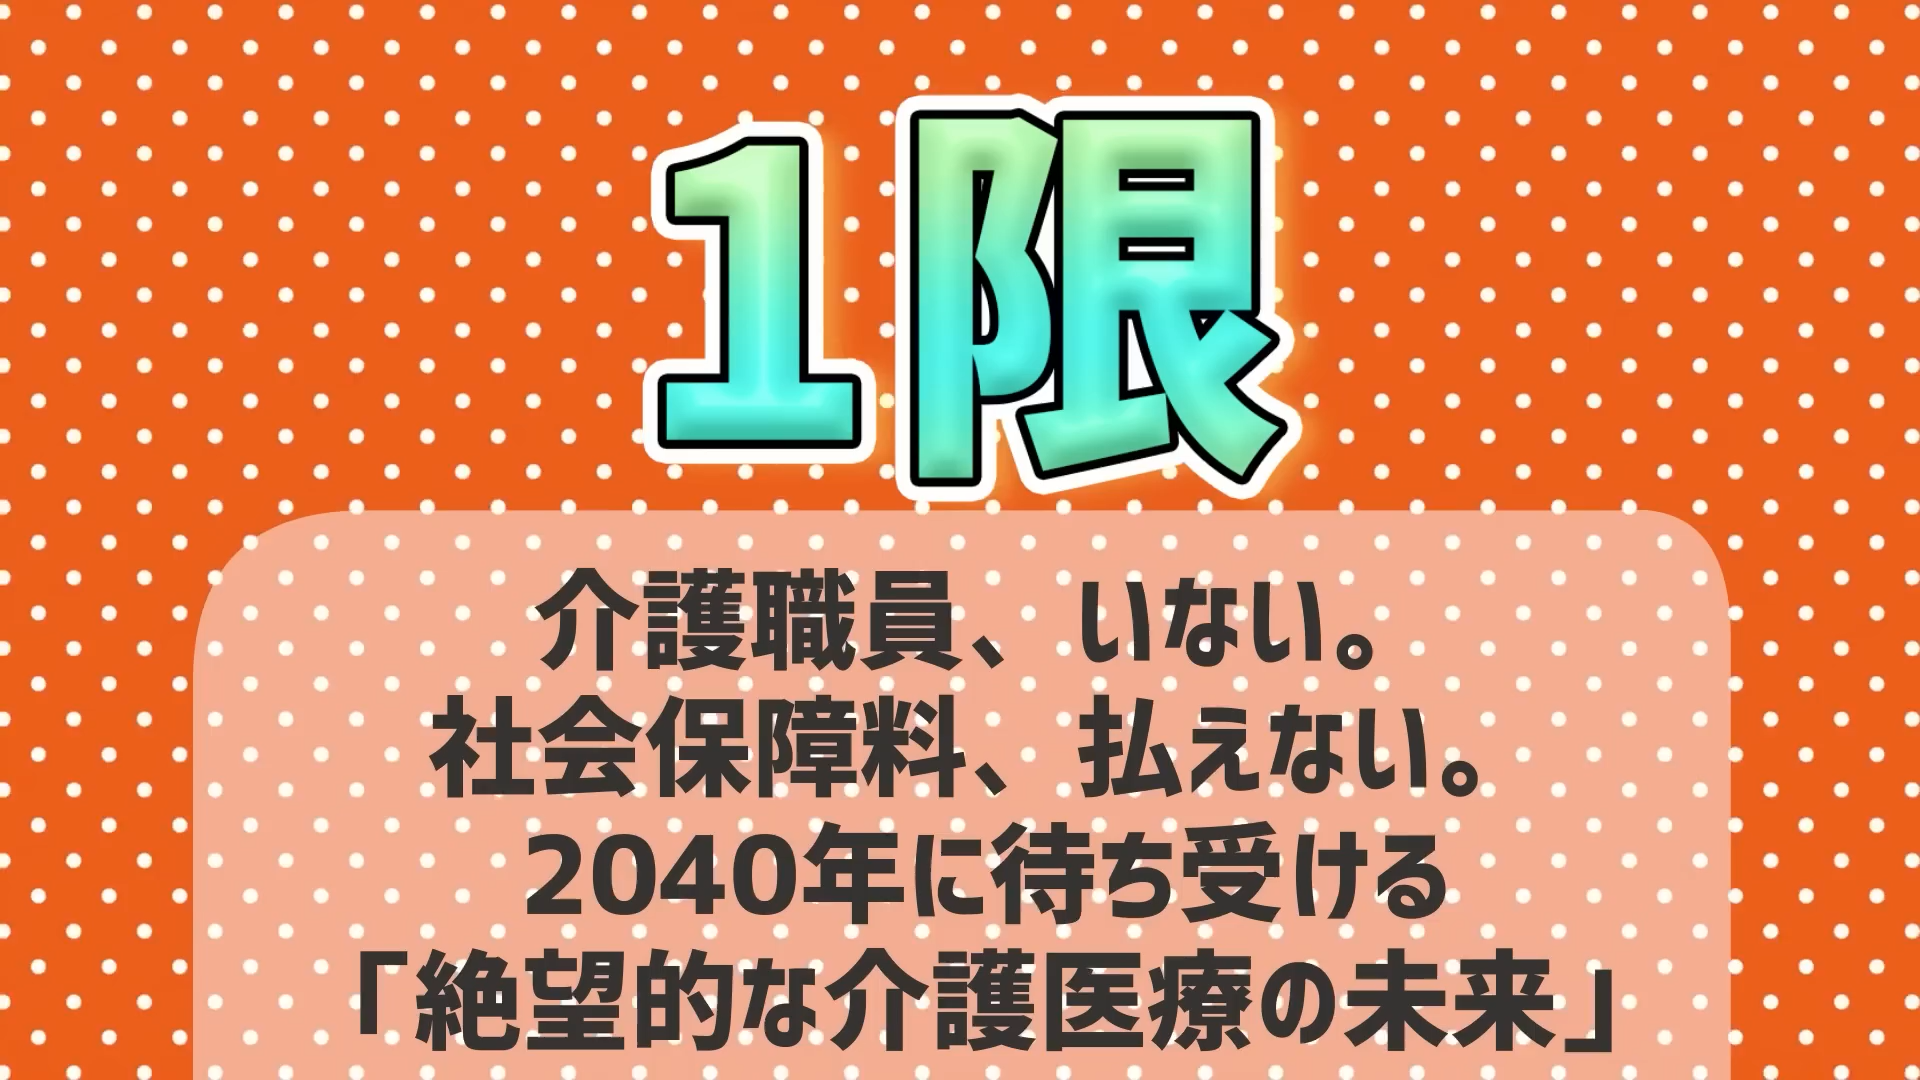 1限
介護職員、いない。
社会保障料、払えない。
2040年に待ち受ける
「絶望的な介護医療の未来」